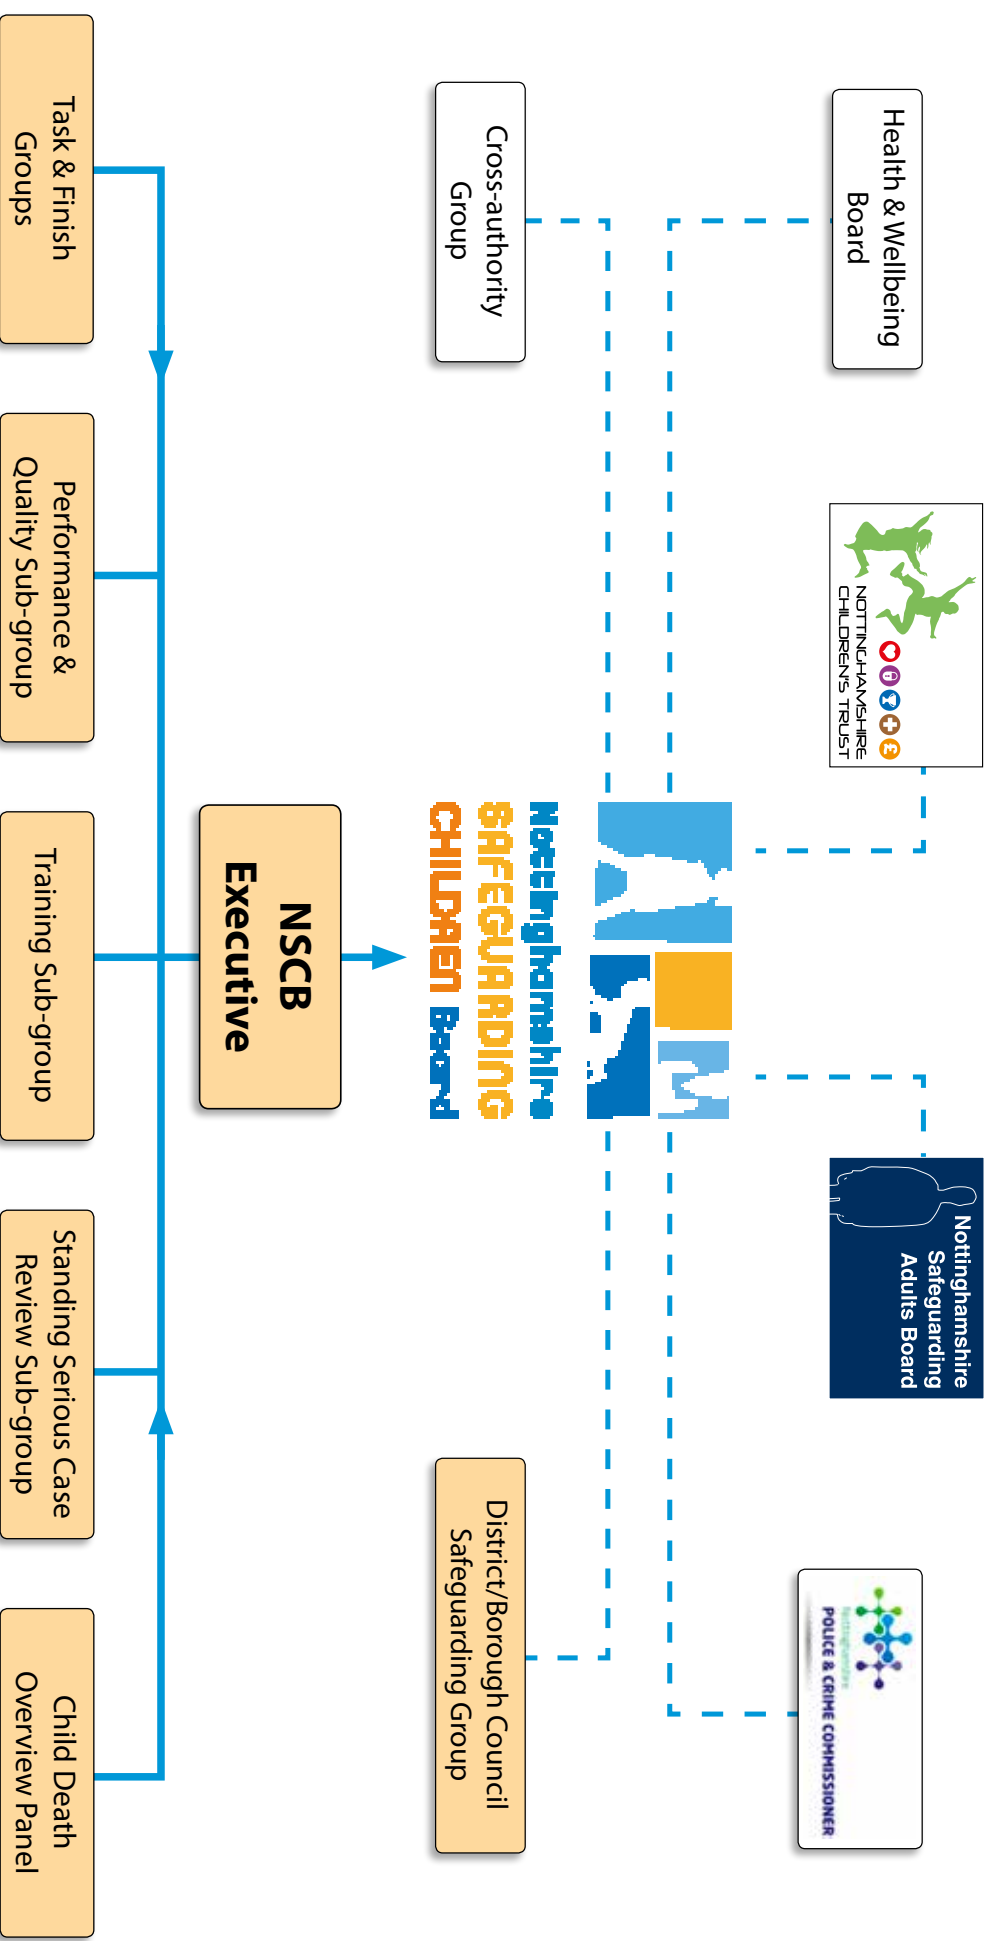 Health & Wellbeing
Board
NOTTINGHAMSHIRE
CHILDREN'S TRUST
Nottinghamshire
Safeguarding
Adults Board
Nottinghamshire
POLICE & CRIME COMMISSIONER
Cross-authority
Group
Nottinghamshire
SAFEGUARDING
CHILDREN Board
District/Borough Council
Safeguarding Group
NSCB
Executive
Task & Finish
Groups
Performance &
Quality Sub-group
Training Sub-group
Standing Serious Case
Review Sub-group
Child Death
Overview Panel